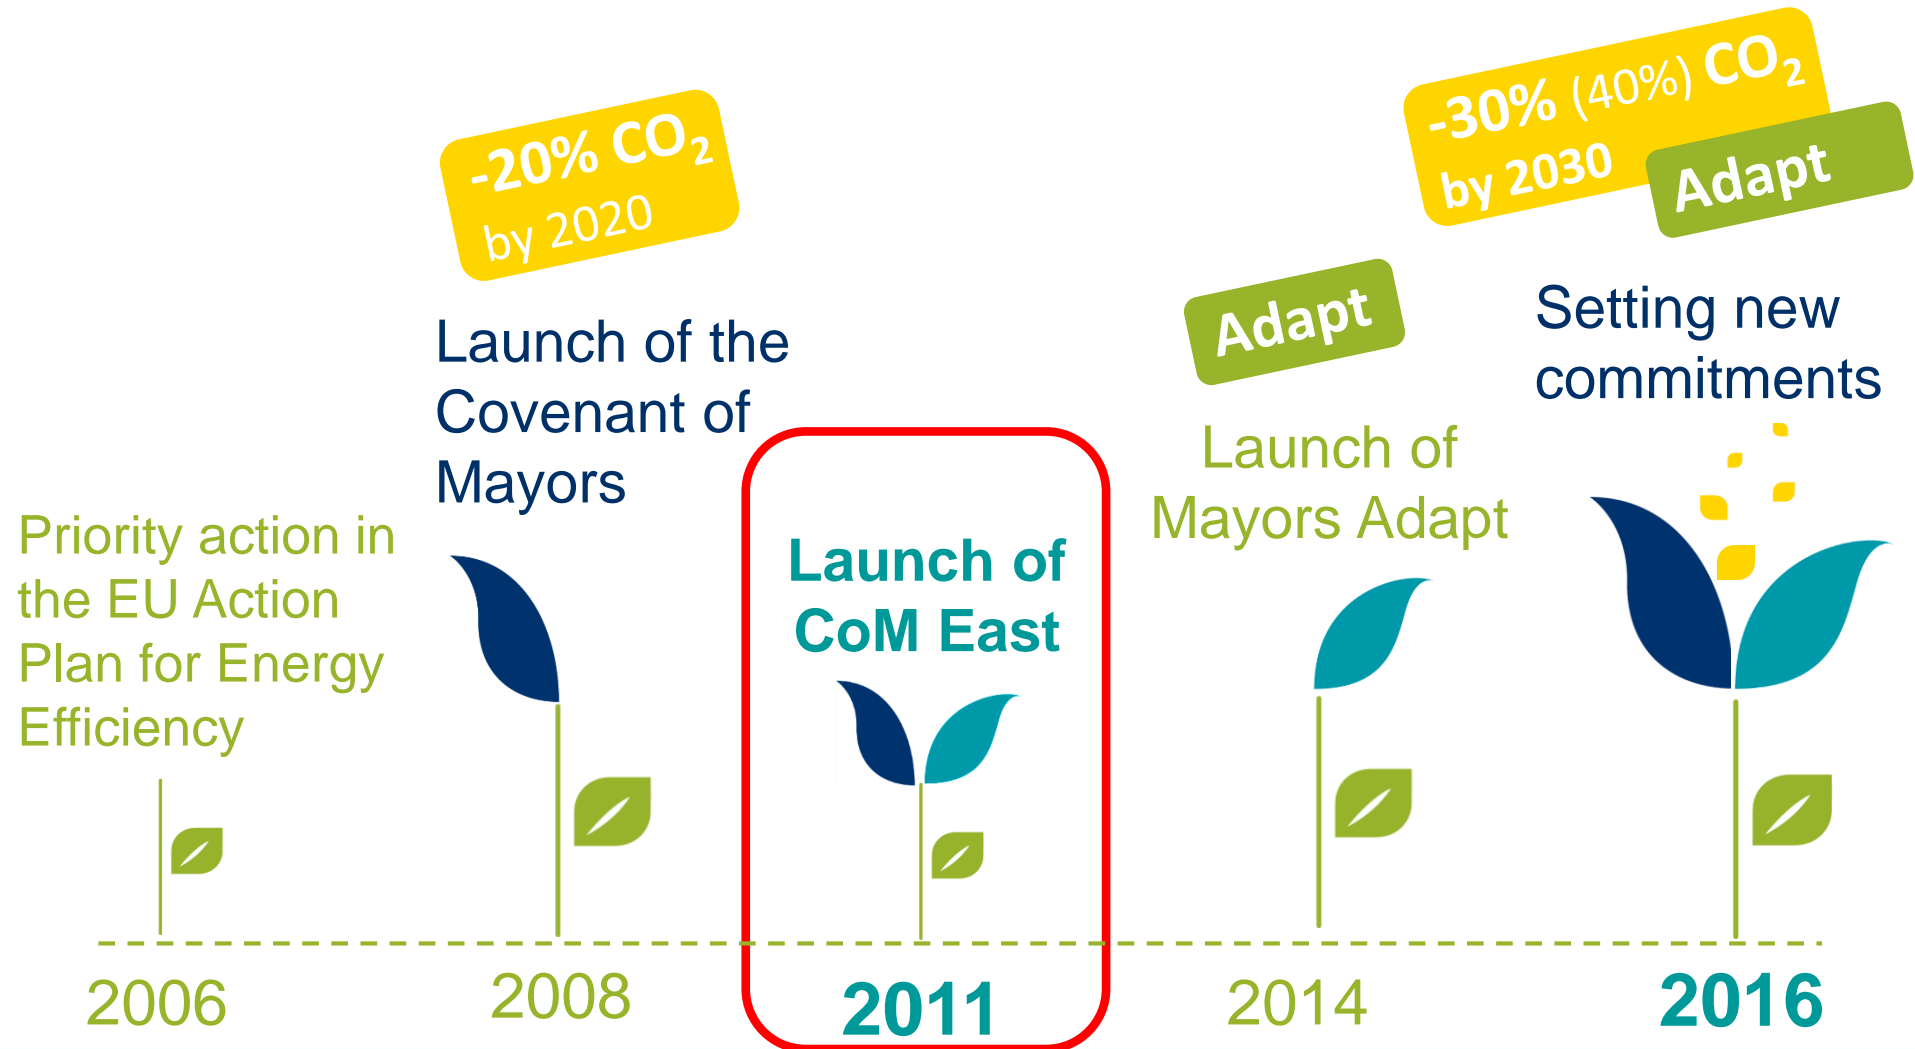 Priority action in
the EU Action
Plan for Energy
Efficiency
2006
-20% CO₂
by 2020
Launch of the
Covenant of
Mayors
2008
Launch of
CoM East
2011
Adapt
Launch of
Mayors Adapt
2014
-30% (40%) CO₂
by 2030
Adapt
Setting new
commitments
2016